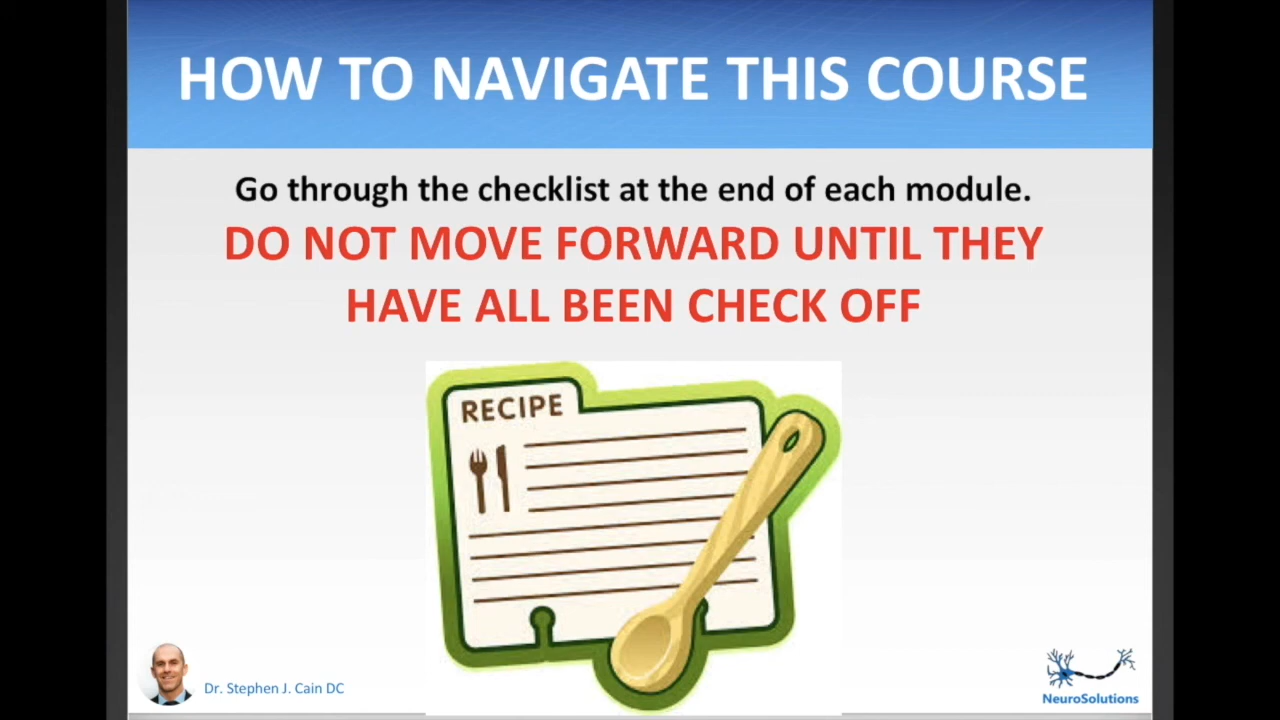 HOW TO NAVIGATE THIS COURSE
Go through the checklist at the end of each module.
DO NOT MOVE FORWARD UNTIL THEY
HAVE ALL BEEN CHECK OFF
RECIPE
Dr. Stephen J. Cain DC
NeuroSolutions